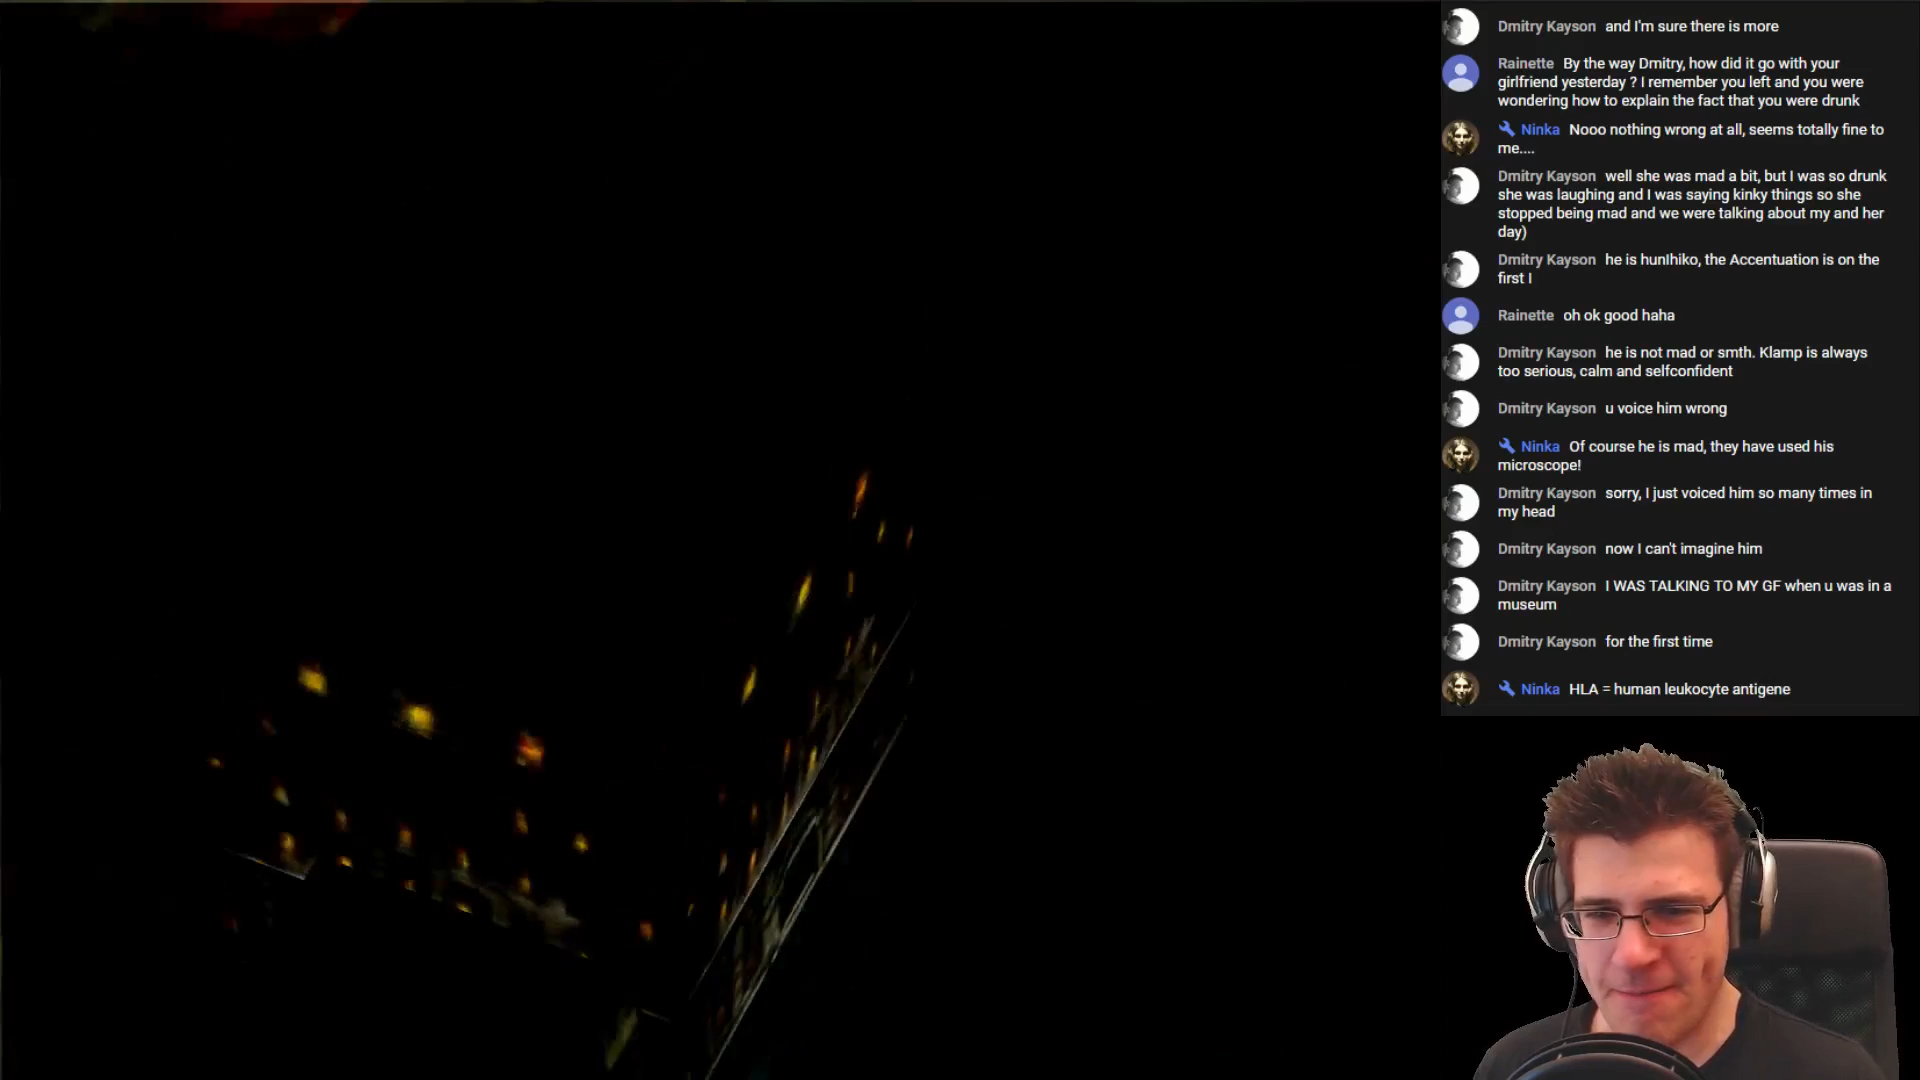 Dmitry Kayson and I'm sure there is more
Rainette By the way Dmitry, how did it go with your
girlfriend yesterday ? I remember you left and you were
wondering how to explain the fact that you were drunk
Ninka Nooo nothing wrong at all, seems totally fine to
me....
Dmitry Kayson well she was mad a bit, but I was so drunk
she was laughing and I was saying kinky things so she
stopped being mad and we were talking about my and her
day)
Dmitry Kayson he is hunIhiko, the Accentuation is on the
first I
Rainette oh ok good haha
Dmitry Kayson he is not mad or smth. Klamp is always
too serious, calm and selfconfident
Dmitry Kayson u voice him wrong
Ninka Of course he is mad, they have used his
microscope!
Dmitry Kayson sorry, I just voiced him so many times in
my head
Dmitry Kayson now I can't imagine him
Dmitry Kayson I WAS TALKING TO MY GF when u was in a
museum
Dmitry Kayson for the first time
Ninka HLA = human leukocyte antigene